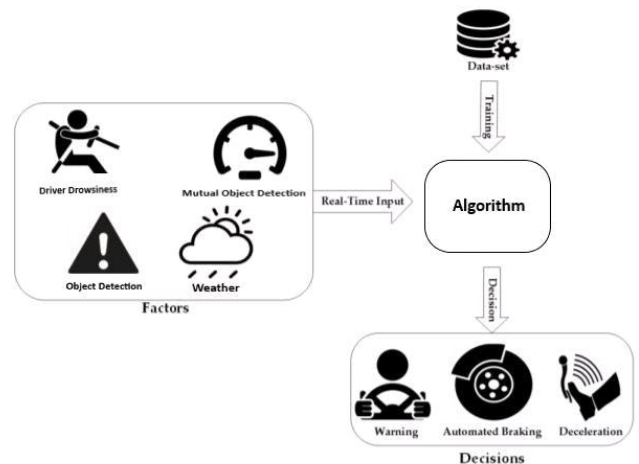 Data-set
Training
Driver Drowsiness
Mutual Object Detection
Real-Time Input
Algorithm
Object Detection
Weather
Factors
Decision
Warning
Automated Braking
Deceleration
Decisions